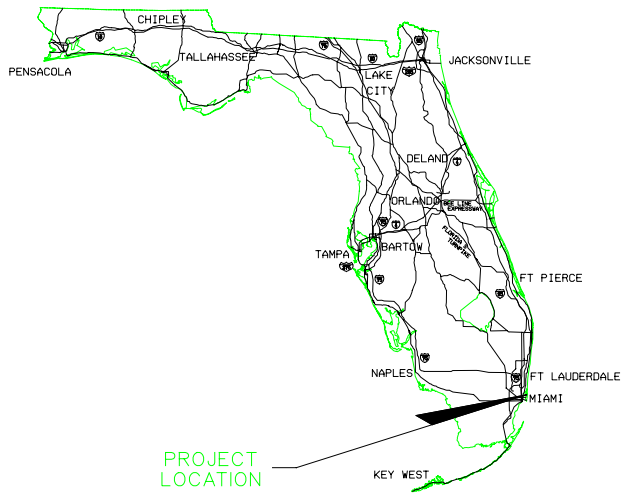 CHIPLEY
TALLAHASSEE
PENSACOLA
JACKSONVILLE
LAKE
CITY
DELAND
ORLANDO
BEE LINE
EXPRESSWAY
FLORIDA'S
TURNPIKE
TAMPA
BARTOW
FT PIERCE
NAPLES
FT LAUDERDALE
MIAMI
PROJECT
LOCATION
KEY WEST